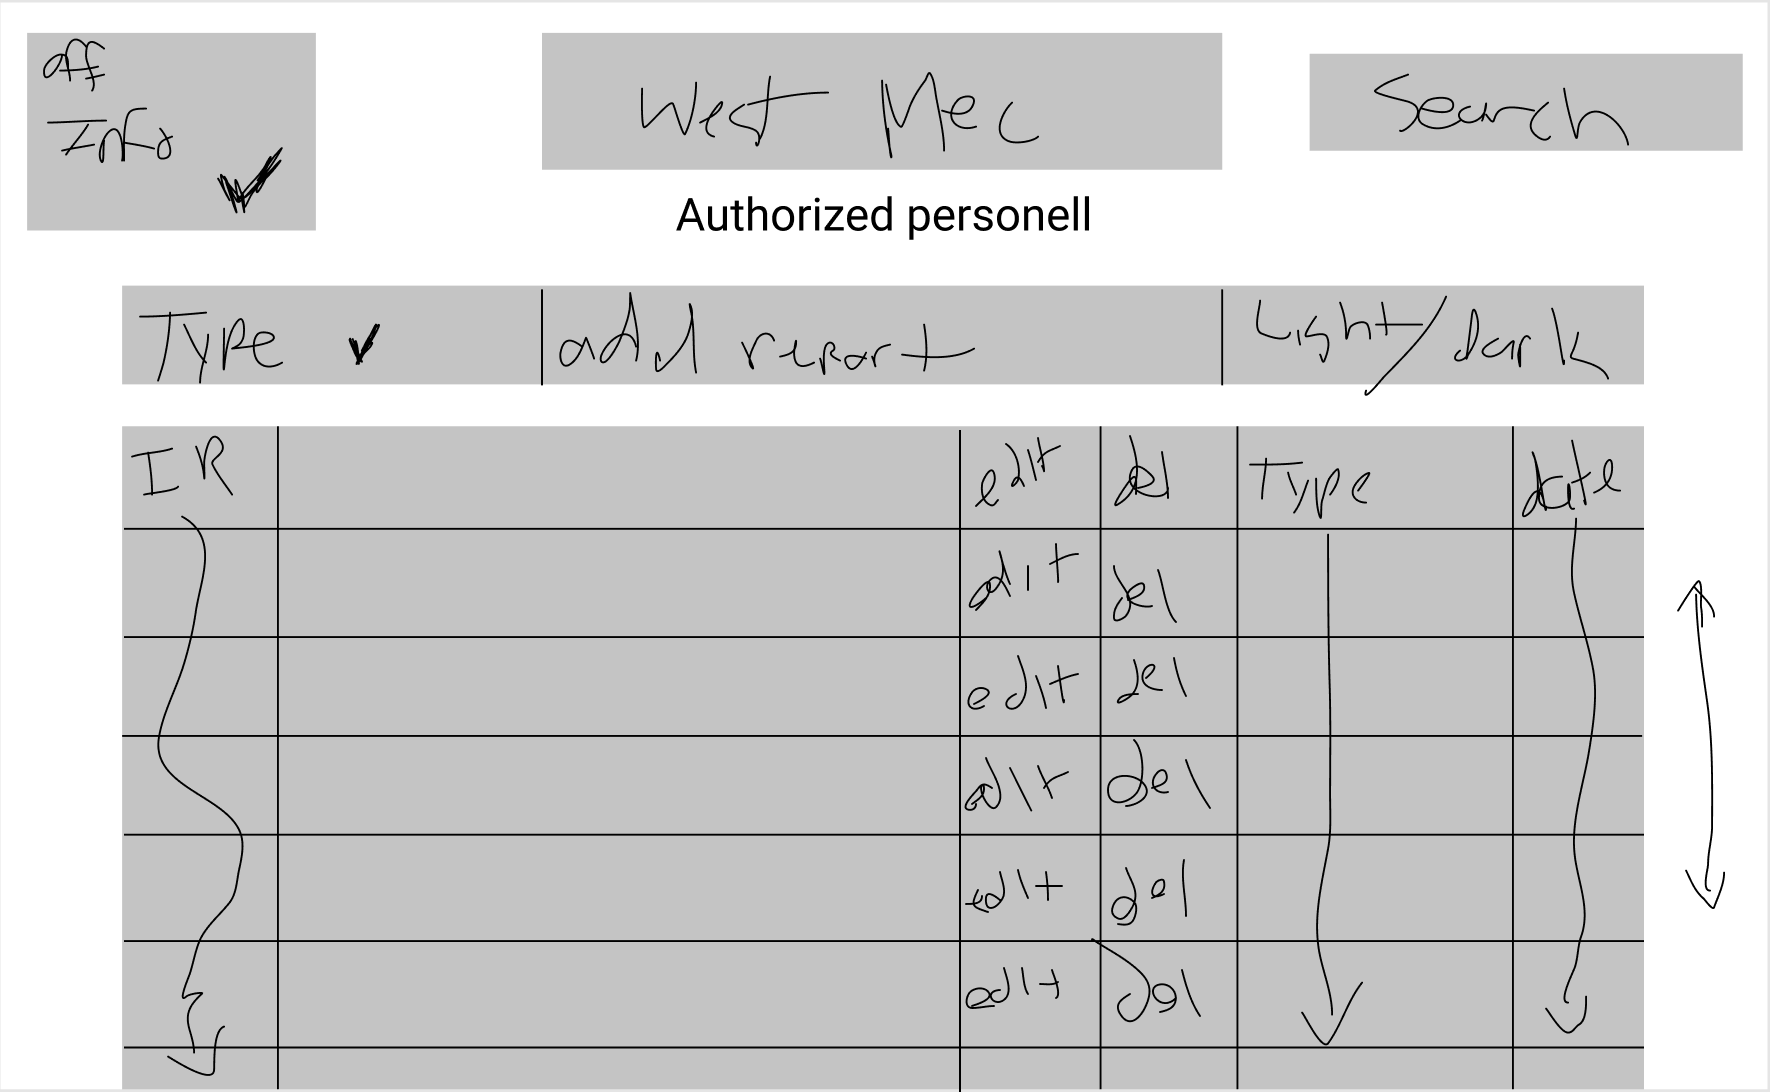 off
Info
West Mec
Search
Authorized personell
Type
add report
Light/dark
IR edit del Type date
edit del
edit del
edit del
edit del
edit del